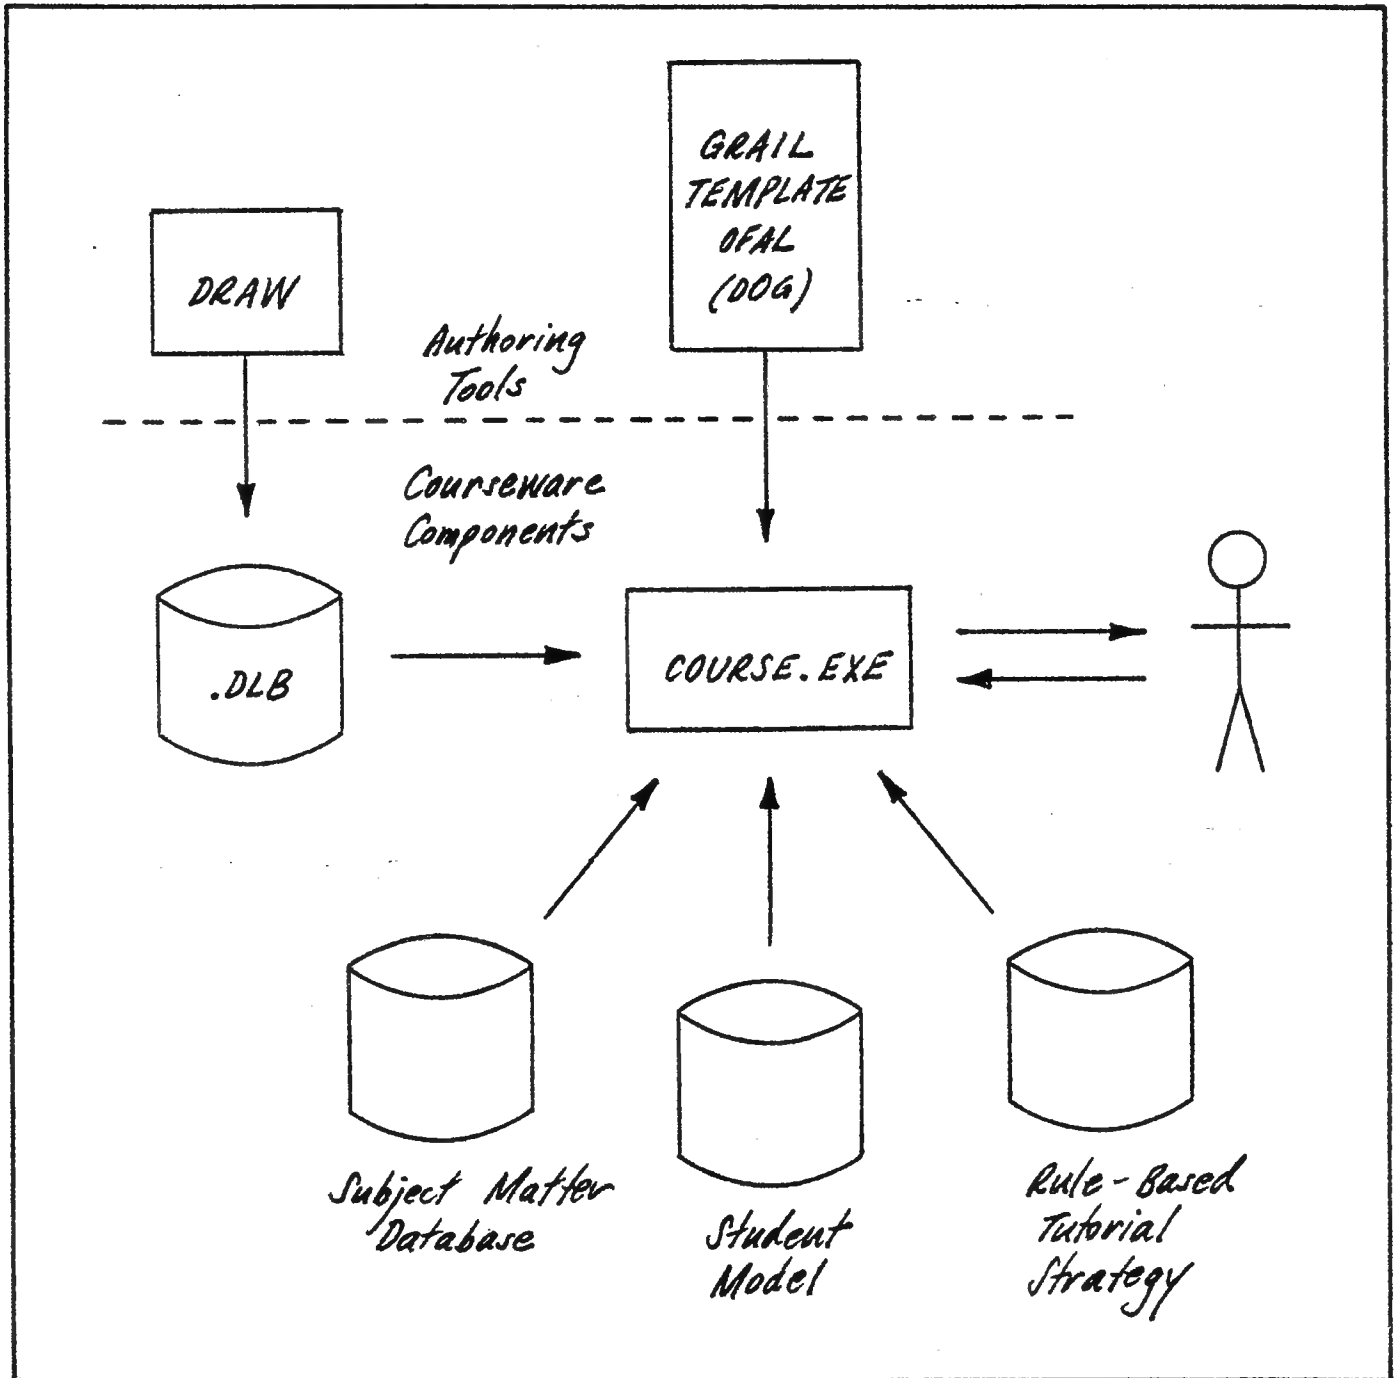 GRAIL
TEMPLATE
OFAL
(DOG)
DRAW
Authoring
Tools
Courseware
Components
.DLB
COURSE.EXE
Subject Matter
Database
Student
Model
Rule-Based
Tutorial
Strategy